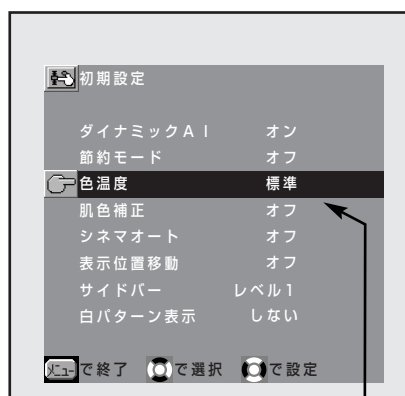 初期設定
ダイナミックAI オン
節約モード オフ
色温度 標準
肌色補正 オフ
シネマオート オフ
表示位置移動 オフ
サイドバー レベル1
白パターン表示 しない
メニューで終了 で選択 で設定